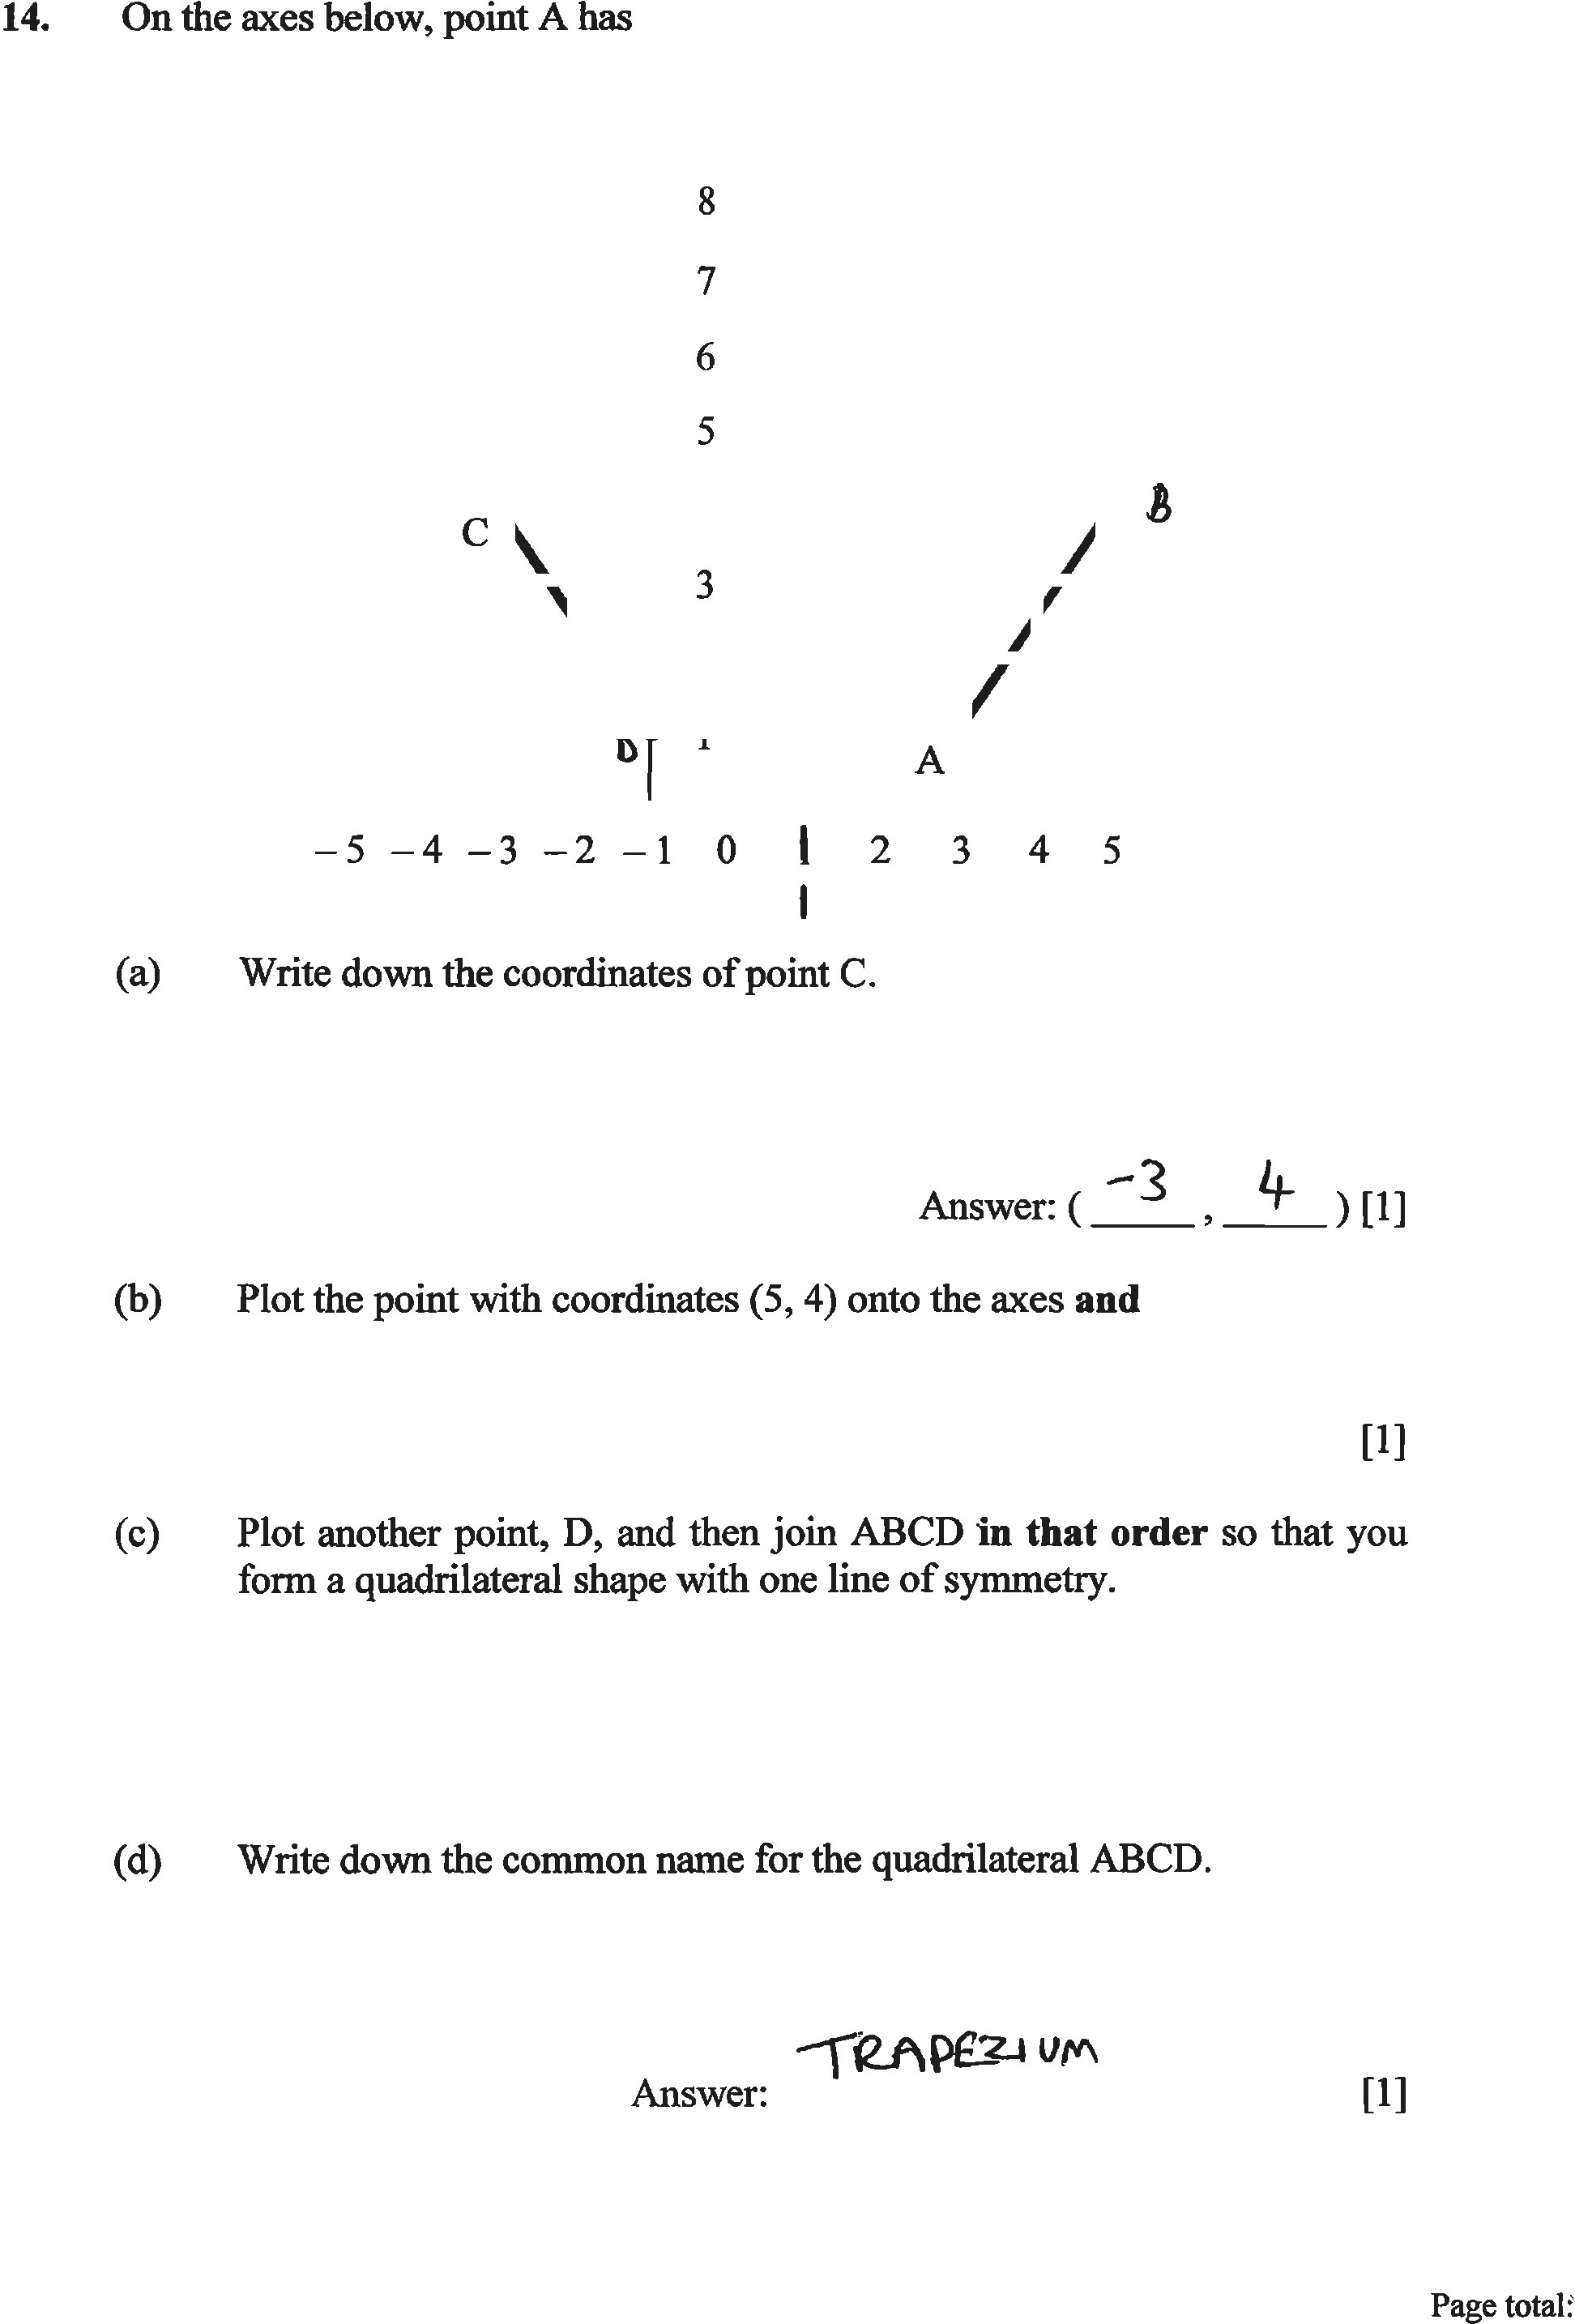 14. On the axes below, point A has
8
7
6
5
B
C
3
D
1
A
– 5 – 4 – 3 – 2 – 1 0 1 2 3 4 5
(a) Write down the coordinates of point C.
Answer: ( -3 , 4 ) [1]
(b) Plot the point with coordinates (5, 4) onto the axes and
[1]
(c) Plot another point, D, and then join ABCD in that order so that you
form a quadrilateral shape with one line of symmetry.
(d) Write down the common name for the quadrilateral ABCD.
TRAPEZIUM
Answer: [1]
Page total: